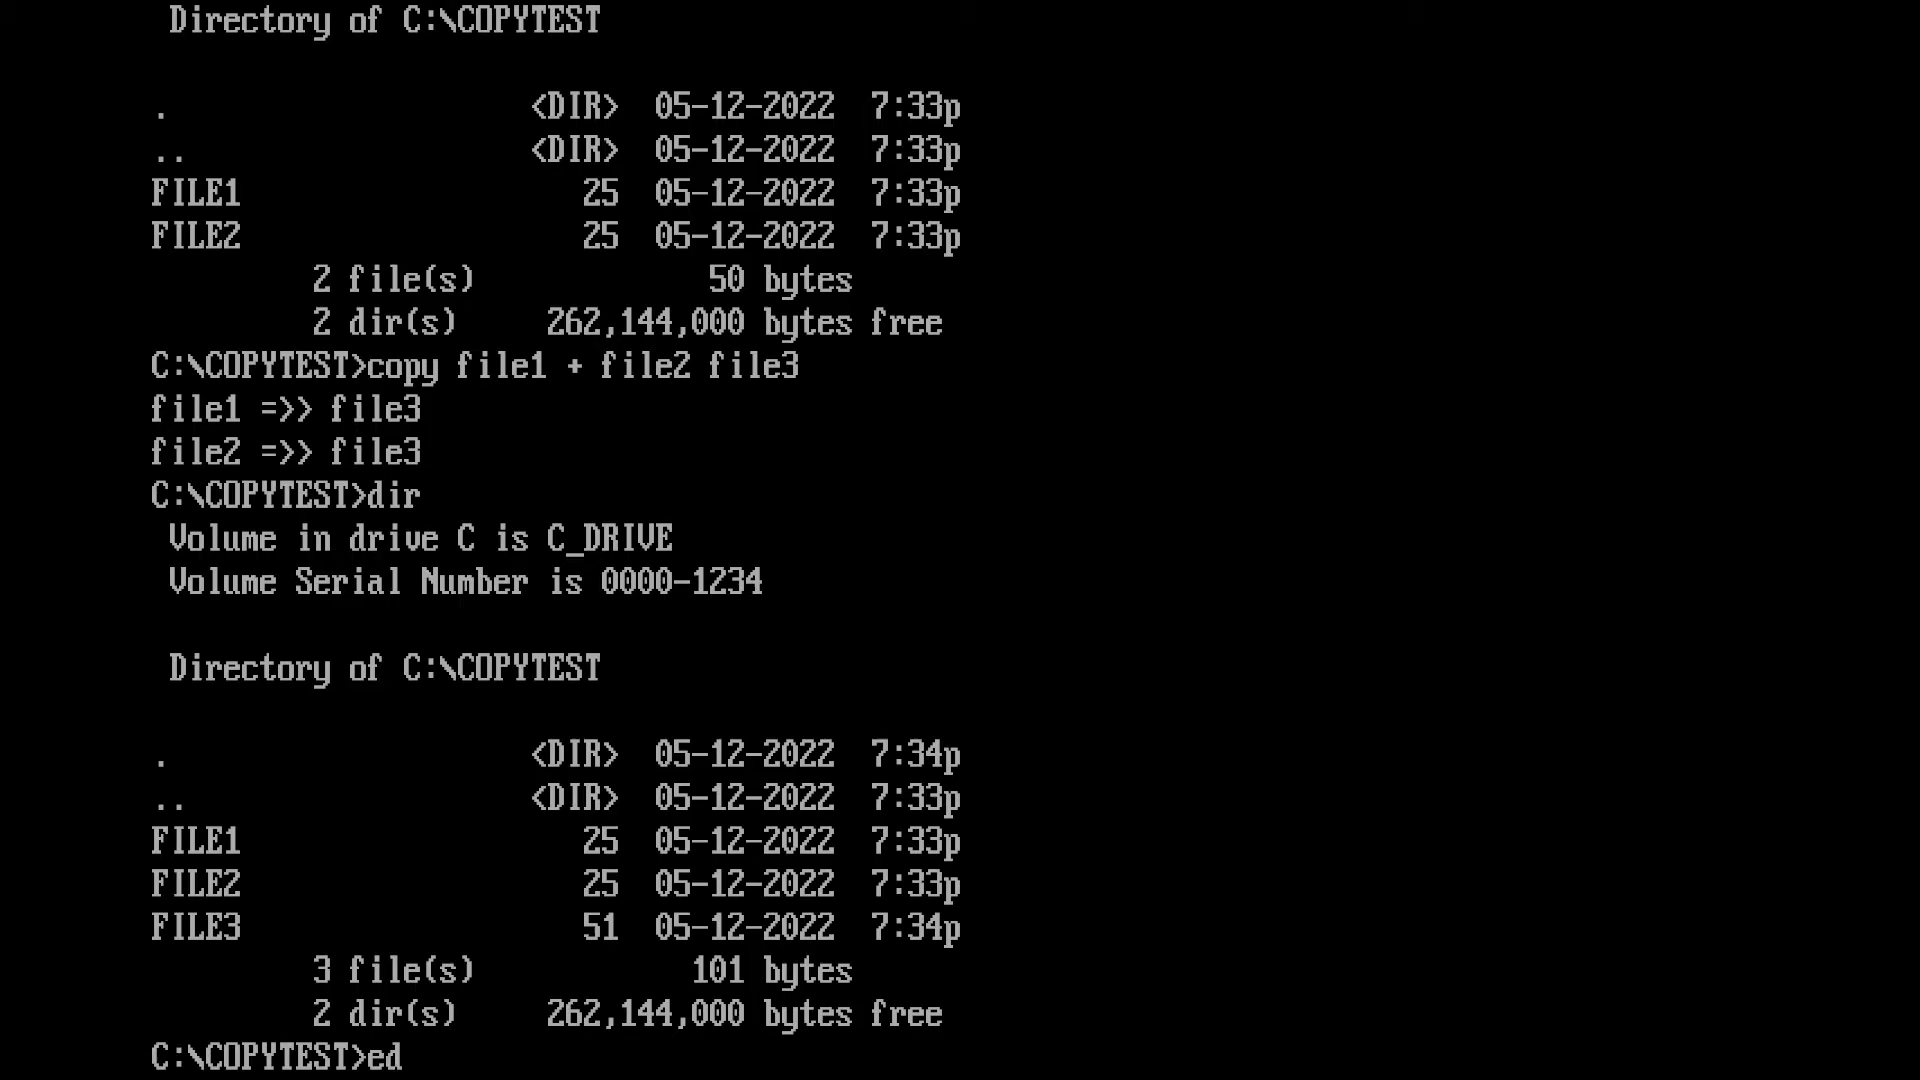 Directory of C:\COPYTEST
. <DIR> 05-12-2022 7:33p
.. <DIR> 05-12-2022 7:33p
FILE1 25 05-12-2022 7:33p
FILE2 25 05-12-2022 7:33p
2 file(s) 50 bytes
2 dir(s) 262,144,000 bytes free
C:\COPYTEST>copy file1 + file2 file3
file1 =>> file3
file2 =>> file3
C:\COPYTEST>dir
Volume in drive C is C_DRIVE
Volume Serial Number is 0000-1234
Directory of C:\COPYTEST
. <DIR> 05-12-2022 7:34p
.. <DIR> 05-12-2022 7:33p
FILE1 25 05-12-2022 7:33p
FILE2 25 05-12-2022 7:33p
FILE3 51 05-12-2022 7:34p
3 file(s) 101 bytes
2 dir(s) 262,144,000 bytes free
C:\COPYTEST>ed